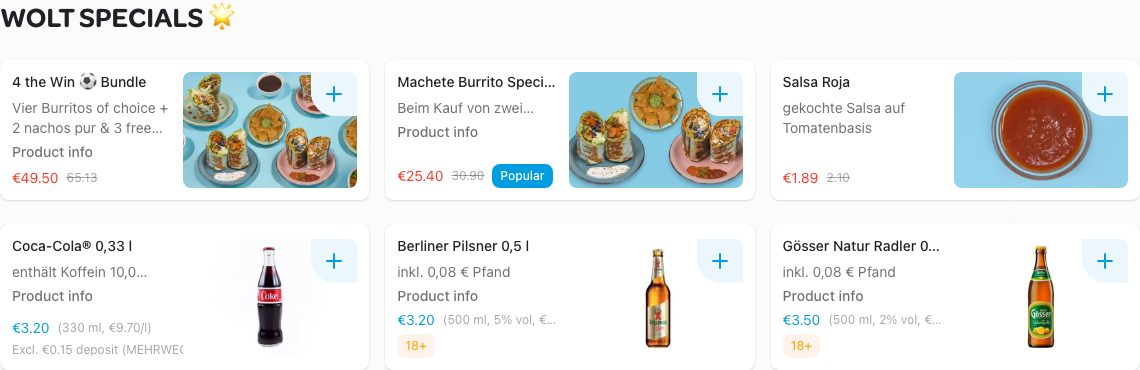 WOLT SPECIALS 🌟
4 the Win ⚽ Bundle
Vier Burritos of choice +
2 nachos pur & 3 free...
Product info
€49.50 65.13
Machete Burrito Speci...
Beim Kauf von zwei...
Product info
€25.40 30.90 Popular
Salsa Roja
gekochte Salsa auf
Tomatenbasis
€1.89 2.10
Coca-Cola® 0,33 l
enthält Koffein 10,0...
Product info
€3.20 (330 ml, €9.70/l)
Excl. €0.15 deposit (MEHRWEG
Coke
Berliner Pilsner 0,5 l
inkl. 0,08 € Pfand
Product info
€3.20 (500 ml, 5% vol, €...
18+
BERLINER
Gösser Natur Radler 0...
inkl. 0,08 € Pfand
Product info
€3.50 (500 ml, 2% vol, €...
18+
Gösser